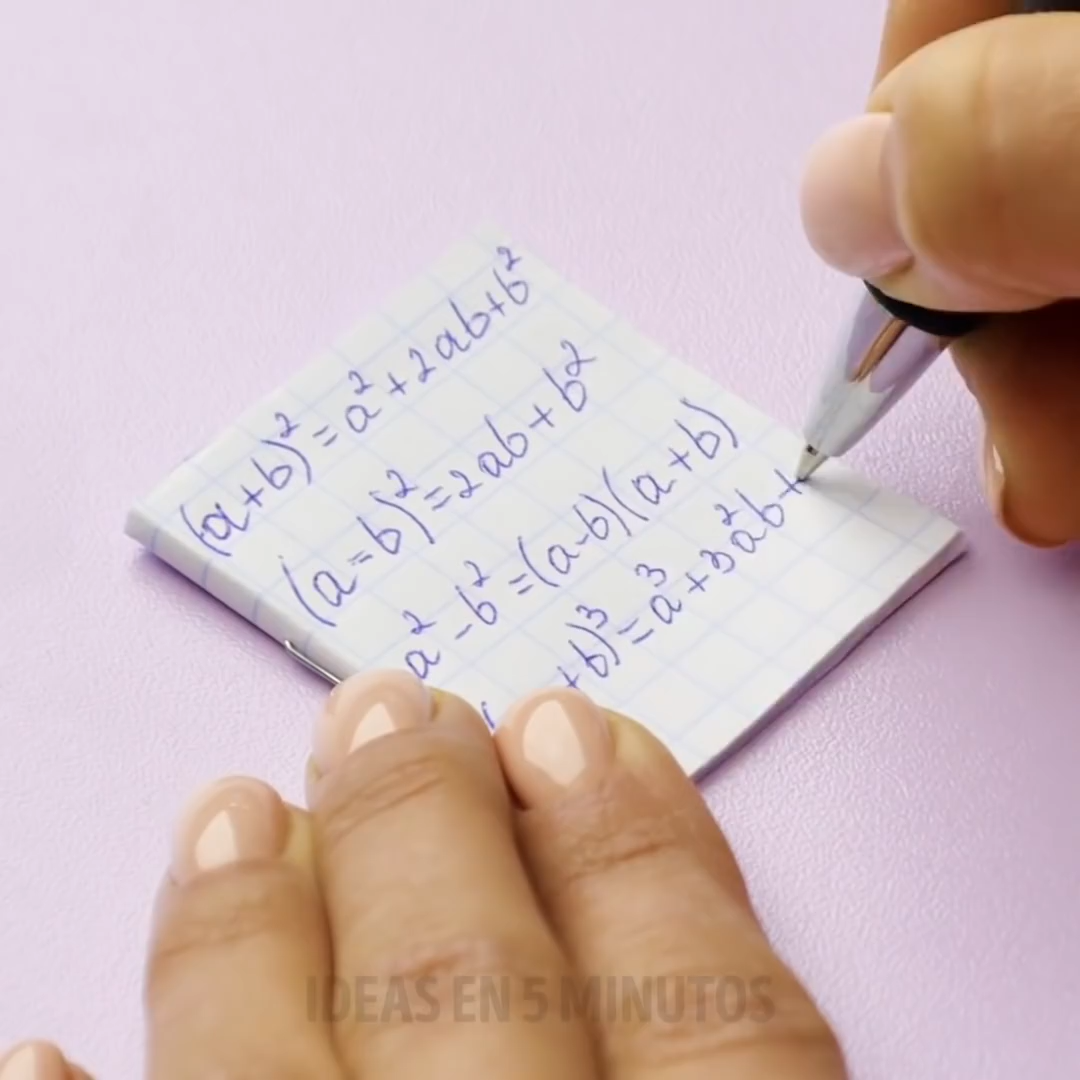 (a+b)²=a²+2ab+b²
(a=b)²=2ab+b²
a²-b²=(a-b)(a+b)
+b)³=a³+3a²b+
IDEAS EN 5 MINUTOS